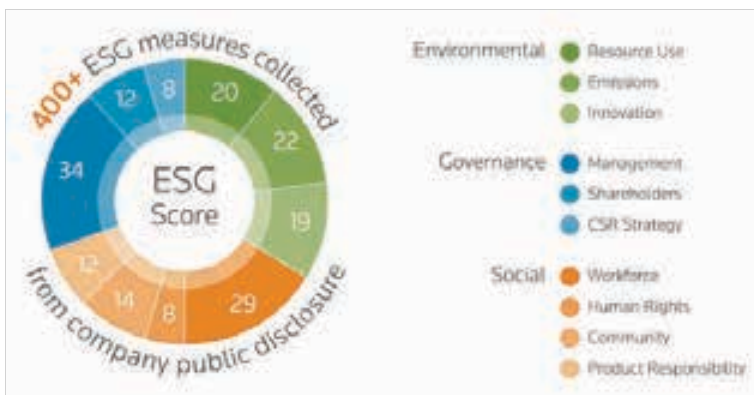 400+ ESG measures collected
from company public disclosure
ESG
Score
20
22
19
29
8
14
12
34
12
8
Environmental
Resource Use
Emissions
Innovation
Governance
Management
Shareholders
CSR Strategy
Social
Workforce
Human Rights
Community
Product Responsibility